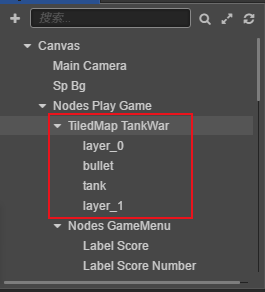 搜索...
Canvas
Main Camera
Sp Bg
Nodes Play Game
TiledMap TankWar
layer_0
bullet
tank
layer_1
Nodes GameMenu
Label Score
Label Score Number